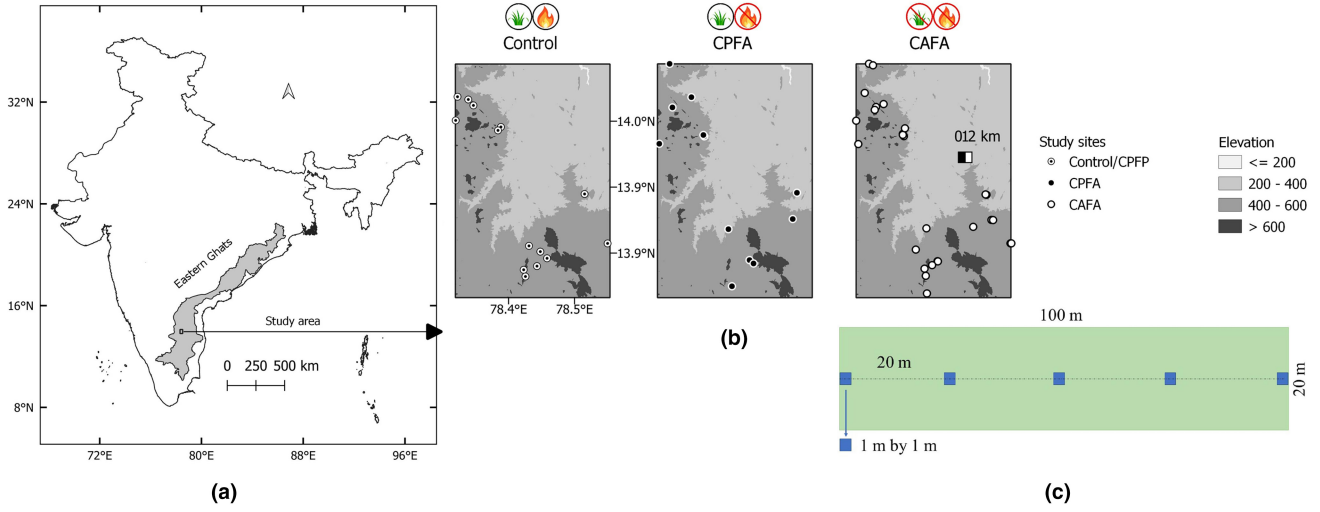 Control
CPFA
CAFA
32°N
24°N
16°N
8°N
72°E
80°E
88°E
96°E
Eastern Ghats
Study area
0 250 500 km
(a)
14.0°N
13.9°N
13.9°N
78.4°E
78.5°E
012 km
(b)
Study sites
Control/CPFP
CPFA
CAFA
Elevation
<= 200
200 - 400
400 - 600
> 600
100 m
20 m
20 m
1 m by 1 m
(c)